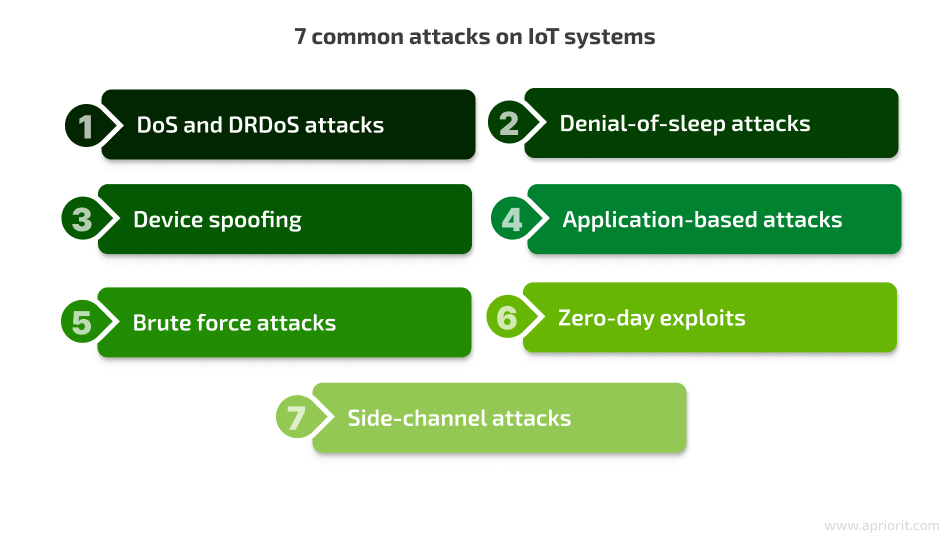 7 common attacks on IoT systems
1 DoS and DRDoS attacks
2 Denial-of-sleep attacks
3 Device spoofing
4 Application-based attacks
5 Brute force attacks
6 Zero-day exploits
7 Side-channel attacks
www.apriorit.com